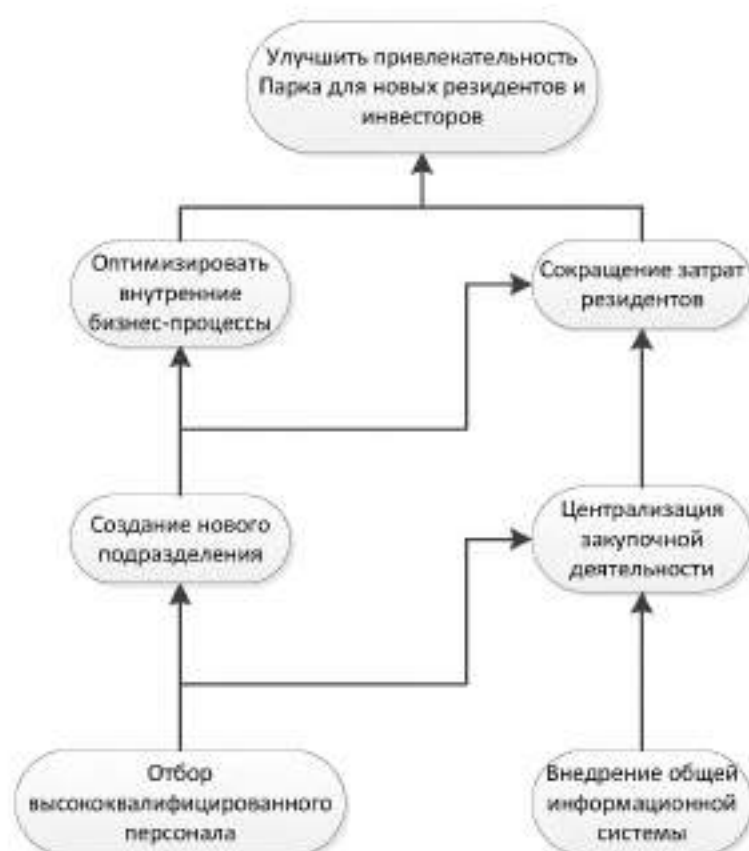 Улучшить привлекательность
Парка для новых резидентов и
инвесторов
Оптимизировать
внутренние
бизнес-процессы
Сокращение затрат
резидентов
Создание нового
подразделения
Централизация
закупочной
деятельности
Отбор
высококвалифицированного
персонала
Внедрение общей
информационной
системы